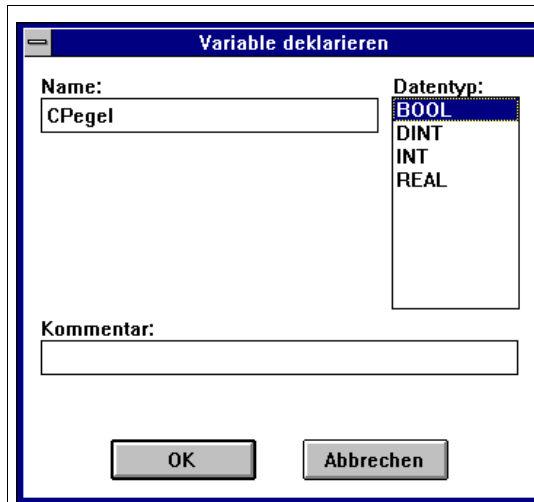 Variable deklarieren
Name:
Datentyp:
CPegel
BOOL
DINT
INT
REAL
Kommentar:
OK
Abbrechen